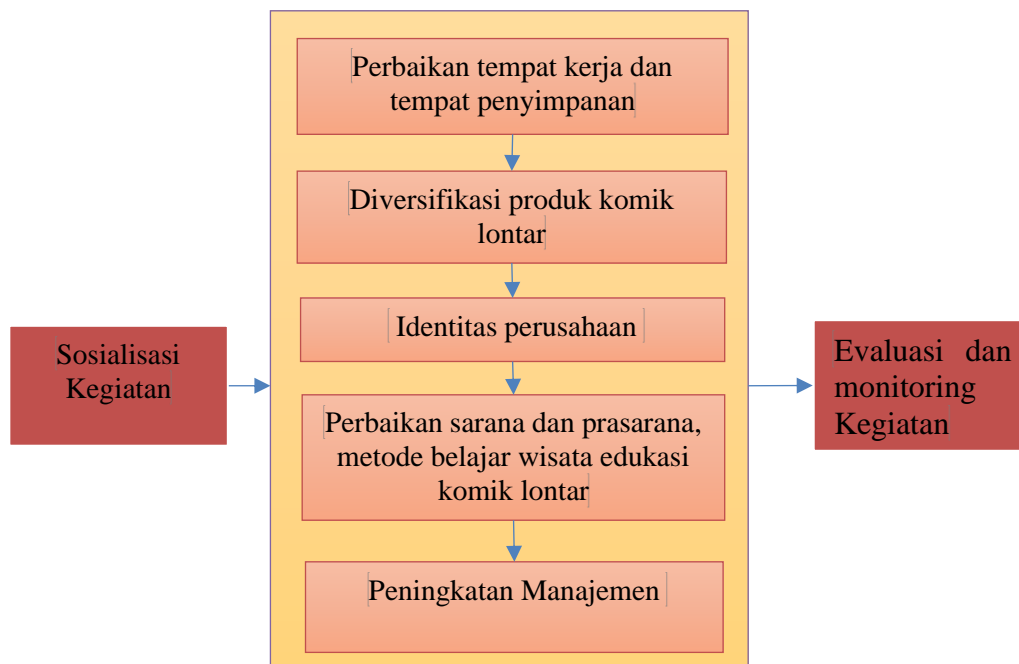 Sosialisasi
Kegiatan
Perbaikan tempat kerja dan
tempat penyimpanan
Diversifikasi produk komik
lontar
Identitas perusahaan
Perbaikan sarana dan prasarana,
metode belajar wisata edukasi
komik lontar
Peningkatan Manajemen
Evaluasi dan
monitoring
Kegiatan